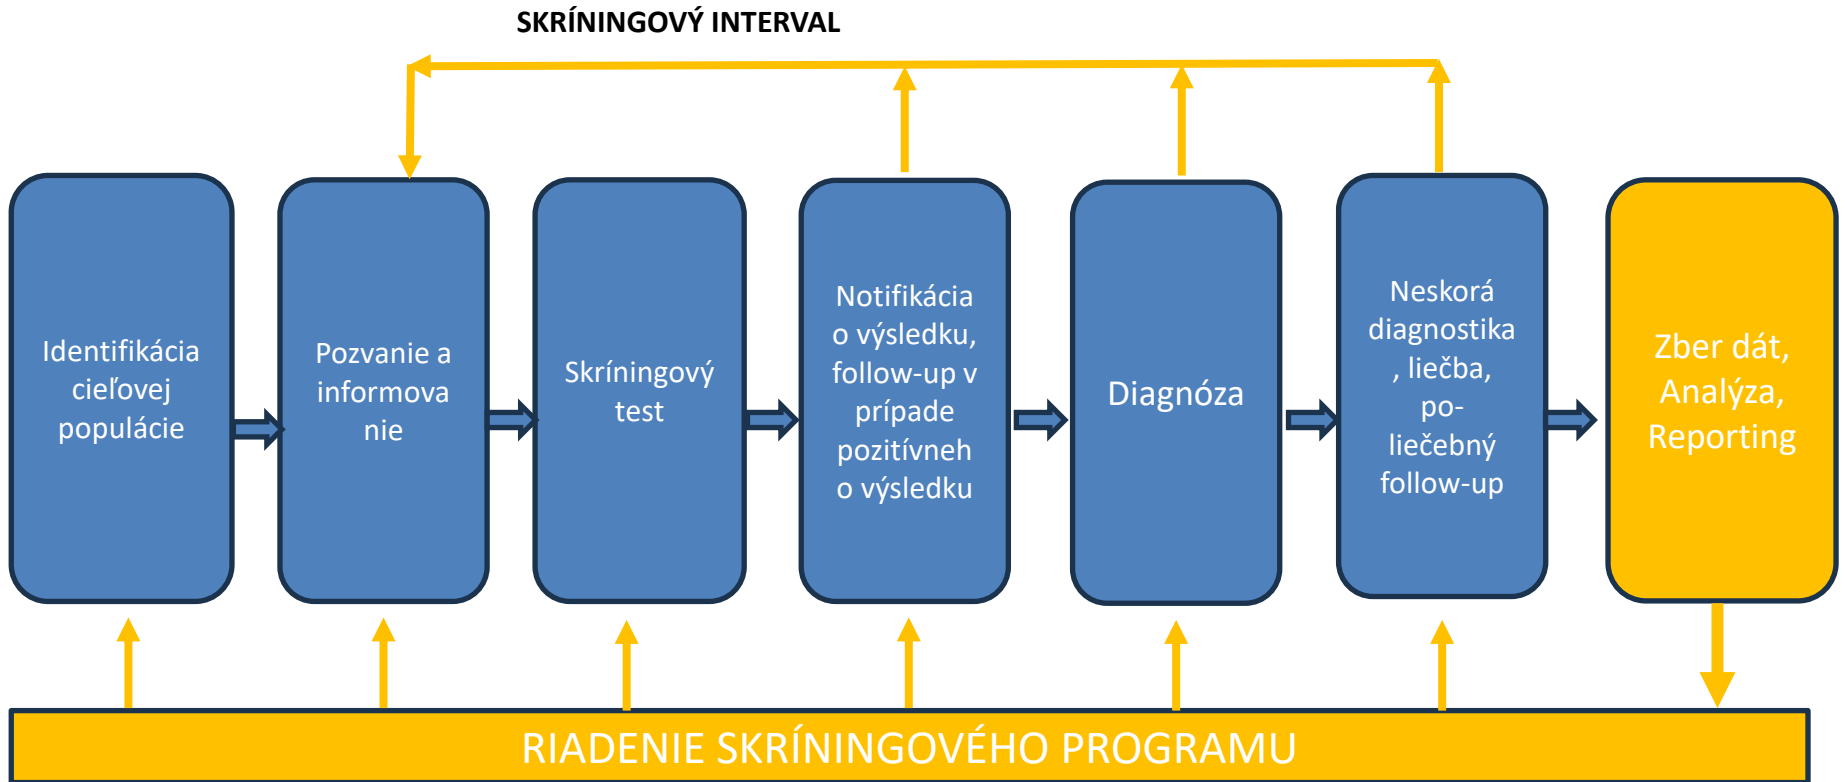 SKRÍNINGOVÝ INTERVAL
Identifikácia
cieľovej
populácie
Pozvanie a
informova
nie
Skríningový
test
Notifikácia
o výsledku,
follow-up v
prípade
pozitívneh
o výsledku
Diagnóza
Neskorá
diagnostika
, liečba,
po-
liečebný
follow-up
Zber dát,
Analýza,
Reporting
RIADENIE SKRÍNINGOVÉHO PROGRAMU